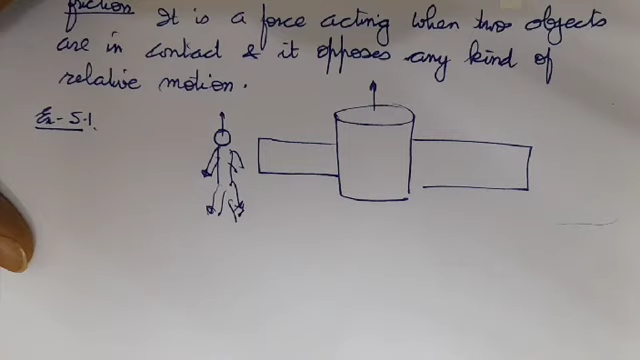 friction It is a force acting when two objects
are in contact & it opposes any kind of
relative motion.
Ex- 5.1.